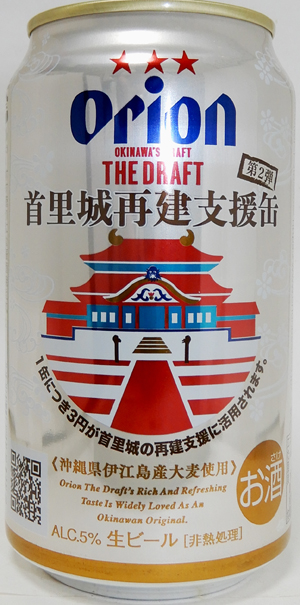 Orion
OKINAWA'S CRAFT
THE DRAFT
第2弾
首里城再建支援缶
1缶につき3円が首里城の再建支援に活用されます。
《沖縄県伊江島産大麦使用》
Orion The Draft's Rich And Refreshing
Taste Is Widely Loved As An
Okinawan Original.
お酒
ALC.5% 生ビール [非熱処理]